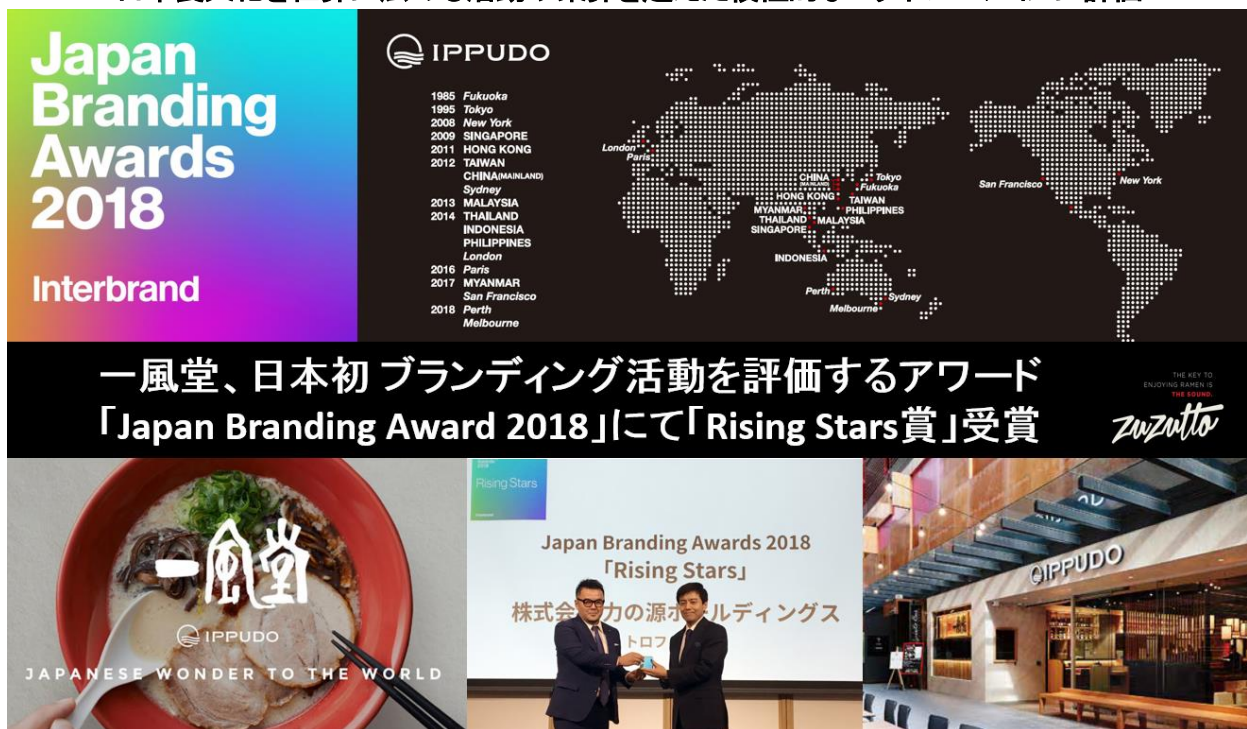 Japan
Branding
Awards
2018
Interbrand
IPPUDO
1985 Fukuoka
1995 Tokyo
2008 New York
2009 SINGAPORE
2011 HONG KONG
2012 TAIWAN
CHINA(MAINLAND)
Sydney
2013 MALAYSIA
2014 THAILAND
INDONESIA
PHILIPPINES
London
2016 Paris
2017 MYANMAR
San Francisco
2018 Perth
Melbourne
London
Paris
CHINA
(MAINLAND)
Tokyo
Fukuoka
HONG KONG
TAIWAN
MYANMAR
PHILIPPINES
THAILAND
MALAYSIA
SINGAPORE
INDONESIA
Perth
Sydney
Melbourne
San Francisco
New York
一風堂、日本初 ブランディング活動を評価するアワード
「Japan Branding Award 2018」にて「Rising Stars賞」受賞
THE KEY TO
ENJOYING RAMEN IS
THE SOUND.
zuzutto
一風堂
IPPUDO
JAPANESE WONDER TO THE WORLD
2018
Rising Stars
Japan Branding Awards 2018
「Rising Stars」
株式会 力の源ホ ルディングス
トロフ
IPPUDO